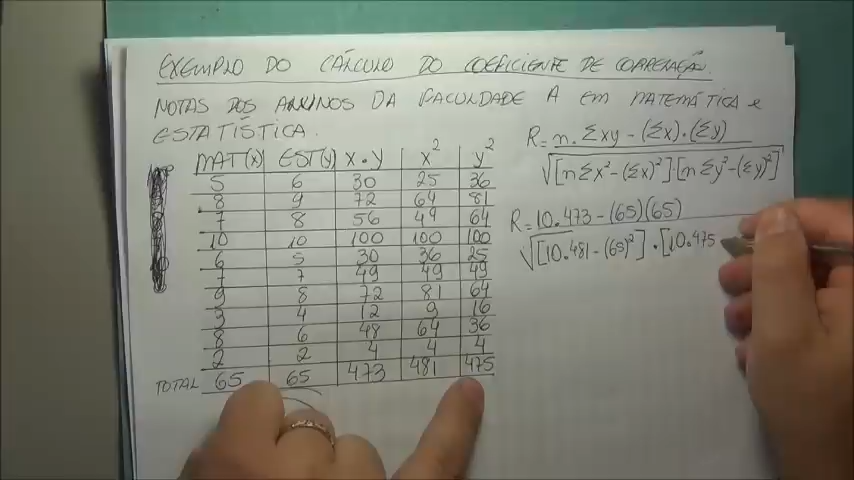 EXEMPLO DO CÁLCULO DO COEFICIENTE DE CORRELAÇÃO.
NOTAS DOS ALUNOS DA FACULDADE A EM MATEMÁTICA e
ESTATÍSTICA.
MAT(x) EST(y) x·y x² y²
5 6 30 25 36
8 9 72 64 81
7 8 56 49 64
10 10 100 100 100
6 5 30 36 25
7 7 49 49 49
9 8 72 81 64
3 4 12 9 16
8 6 48 64 36
2 2 4 4 4
TOTAL 65 65 473 481 475
R= n.Σxy-(Σx).(Σy)
√[nΣx²-(Σx)²].[nΣy²-(Σy)²]
R= 10.473-(65)(65)
√[10.481-(65)²].[10.475